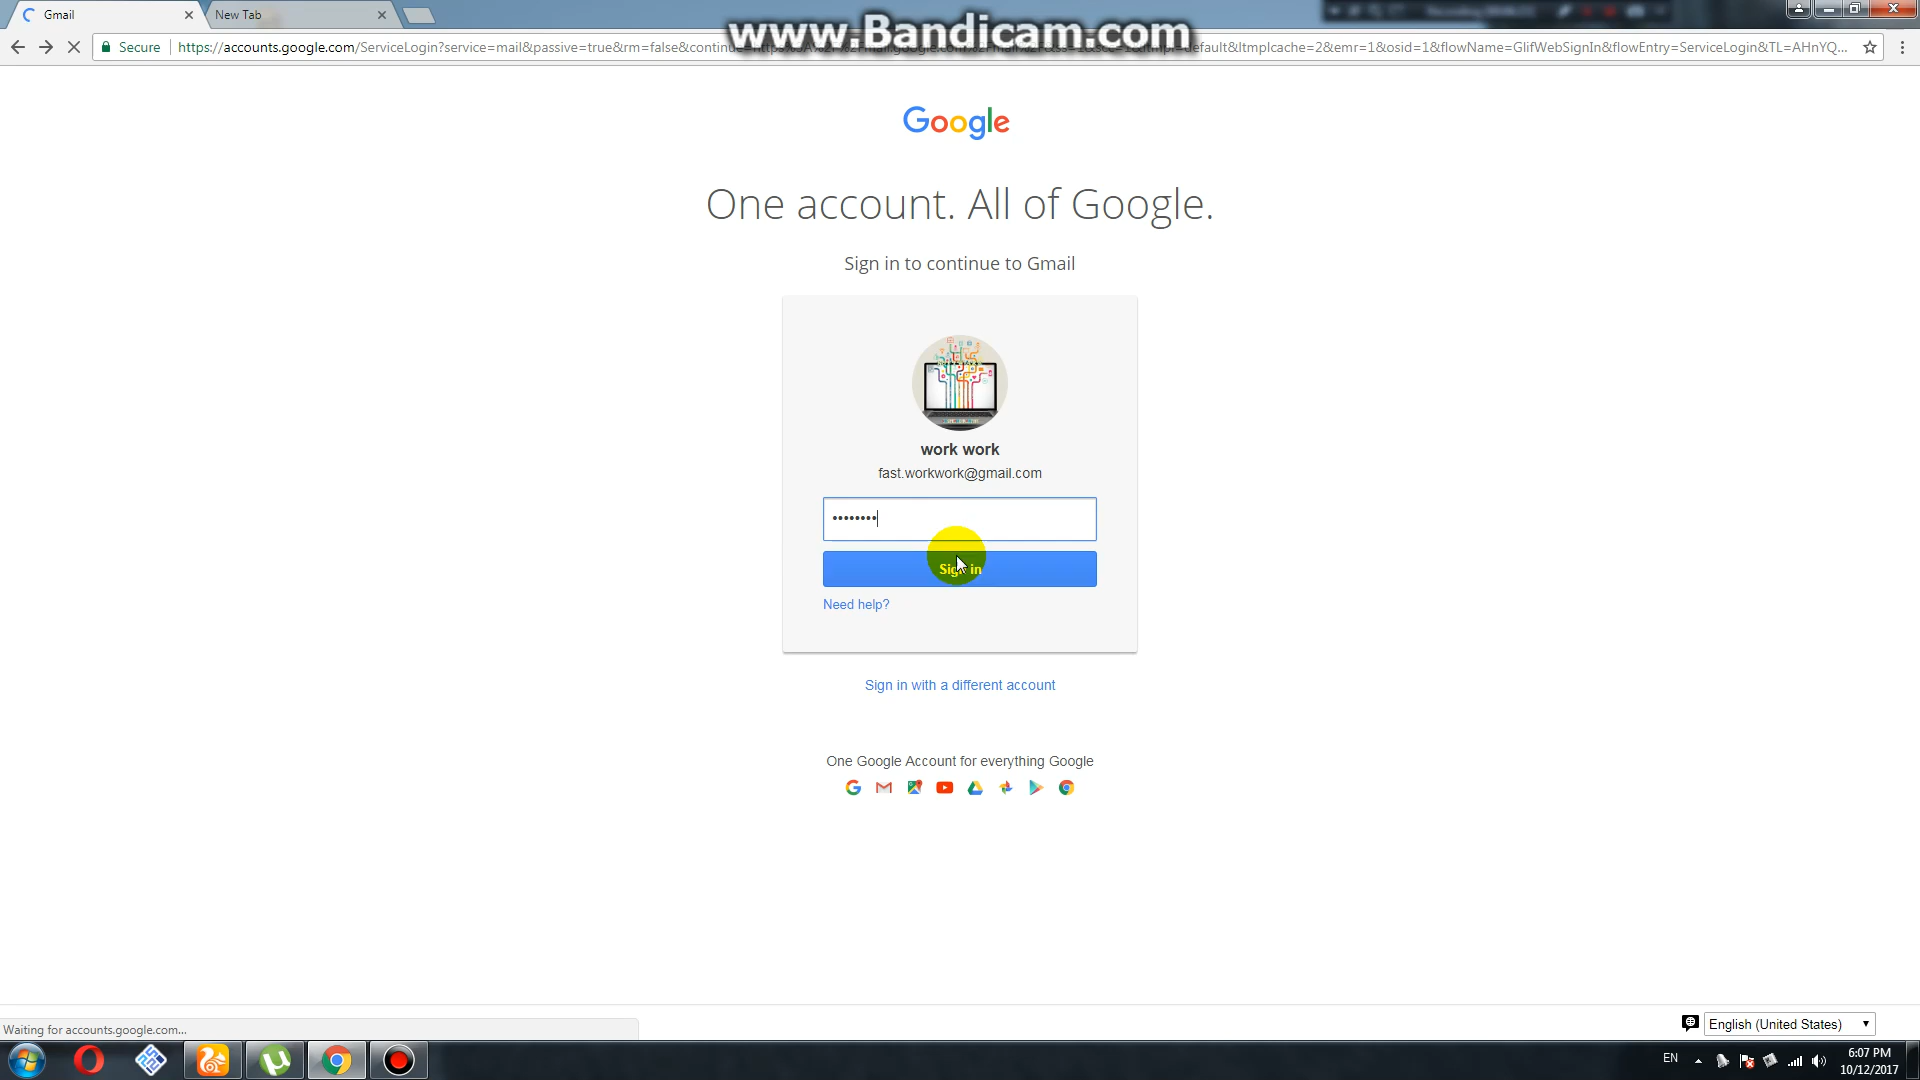 Gmail
New Tab
www.Bandicam.com
Secure
https://accounts.google.com/ServiceLogin?service=mail&passive=true&rm=false&continue=
default&ltmplcache=2&emr=1&osid=1&flowName=GlifWebSignIn&flowEntry=ServiceLogin&TL=AHnYQ...
Google
One account. All of Google.
Sign in to continue to Gmail
work work
fast.workwork@gmail.com
Sign in
Need help?
Sign in with a different account
One Google Account for everything Google
Waiting for accounts.google.com...
English (United States)
EN
6:07 PM
10/12/2017